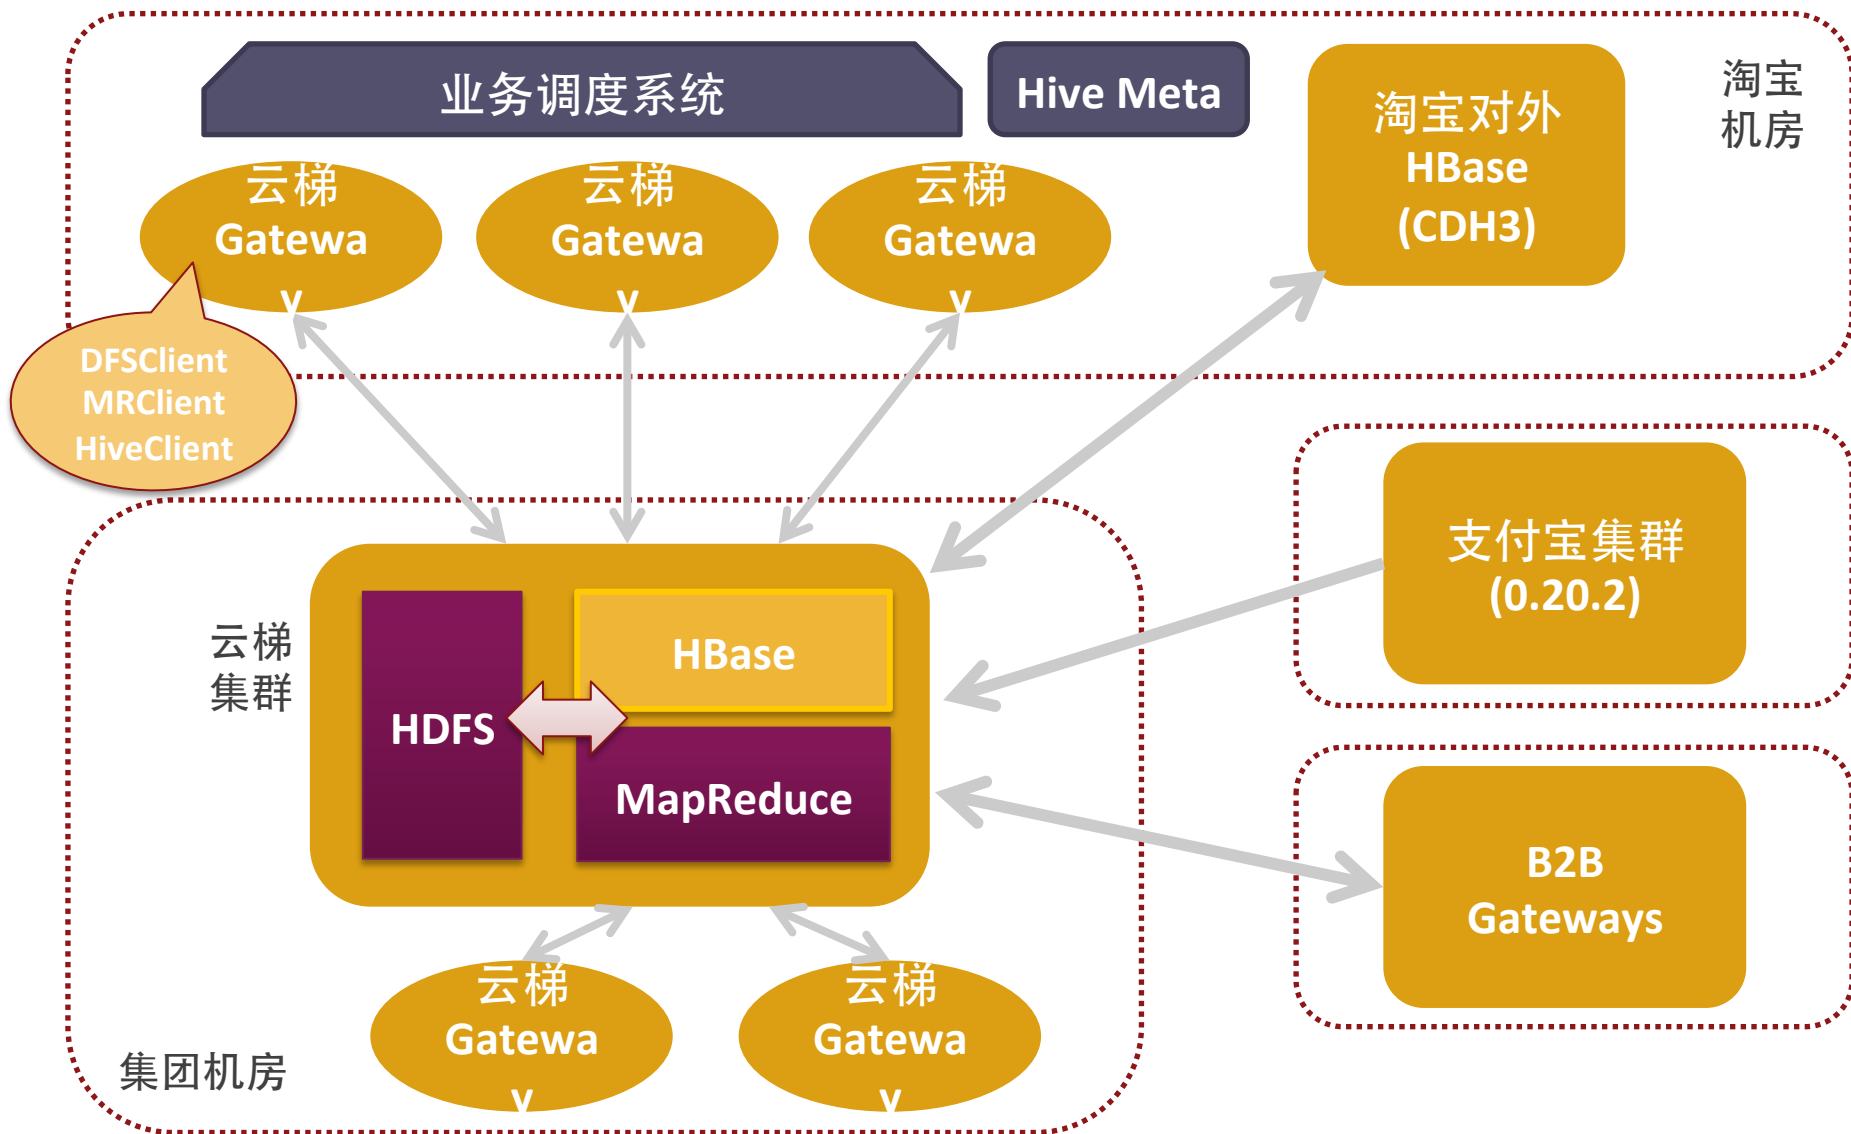 业务调度系统
Hive Meta
淘宝对外
HBase
(CDH3)
淘宝
机房
云梯
Gatewa
y
云梯
Gatewa
y
云梯
Gatewa
y
DFSClient
MRClient
HiveClient
支付宝集群
(0.20.2)
云梯
集群
HDFS
HBase
MapReduce
B2B
Gateways
云梯
Gatewa
y
云梯
Gatewa
y
集团机房